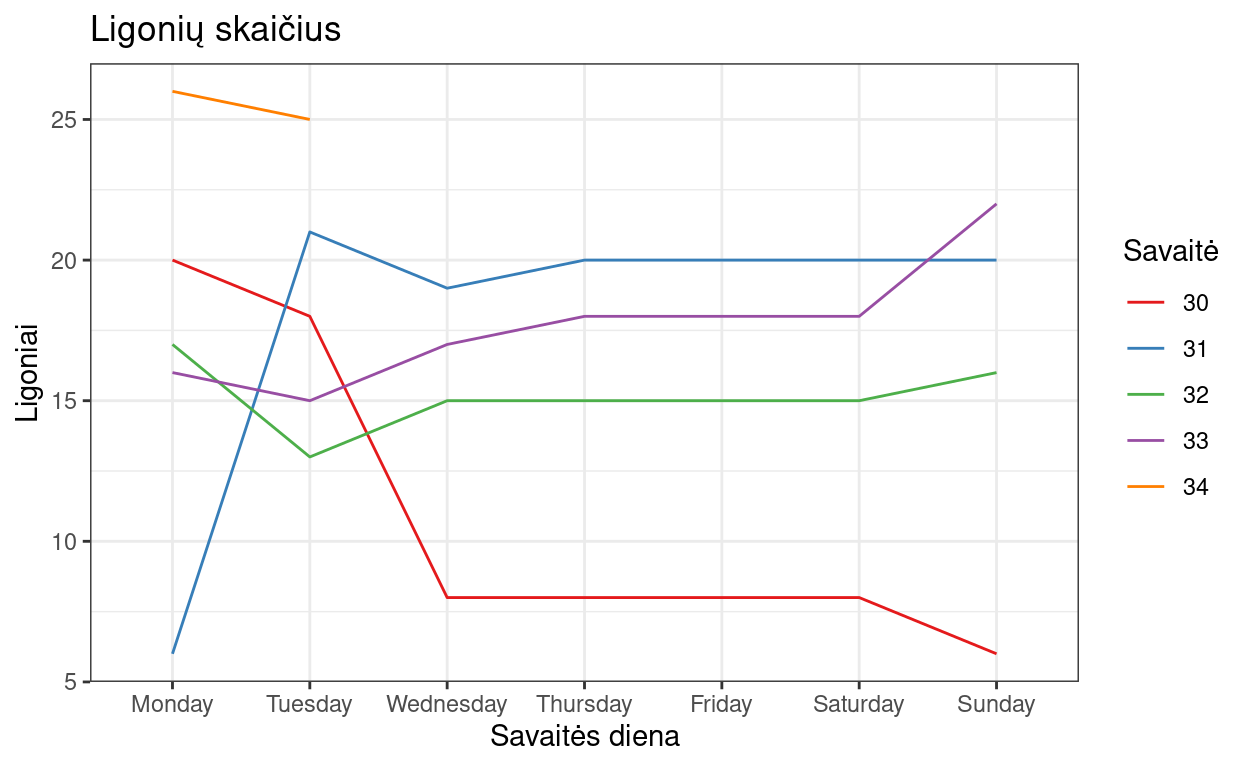 Ligonių skaičius
25
20
15
10
5
Ligoniai
Monday Tuesday Wednesday Thursday Friday Saturday Sunday
Savaitės diena
Savaitė
30
31
32
33
34